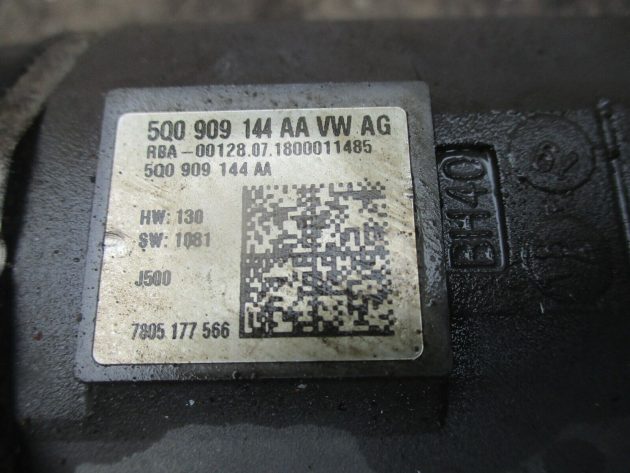 5Q0 909 144 AA VW AG
RBA-00128.07.1800011485
5Q0 909 144 AA
HW: 130
SW: 1081
J500
7805 177 566
BH40